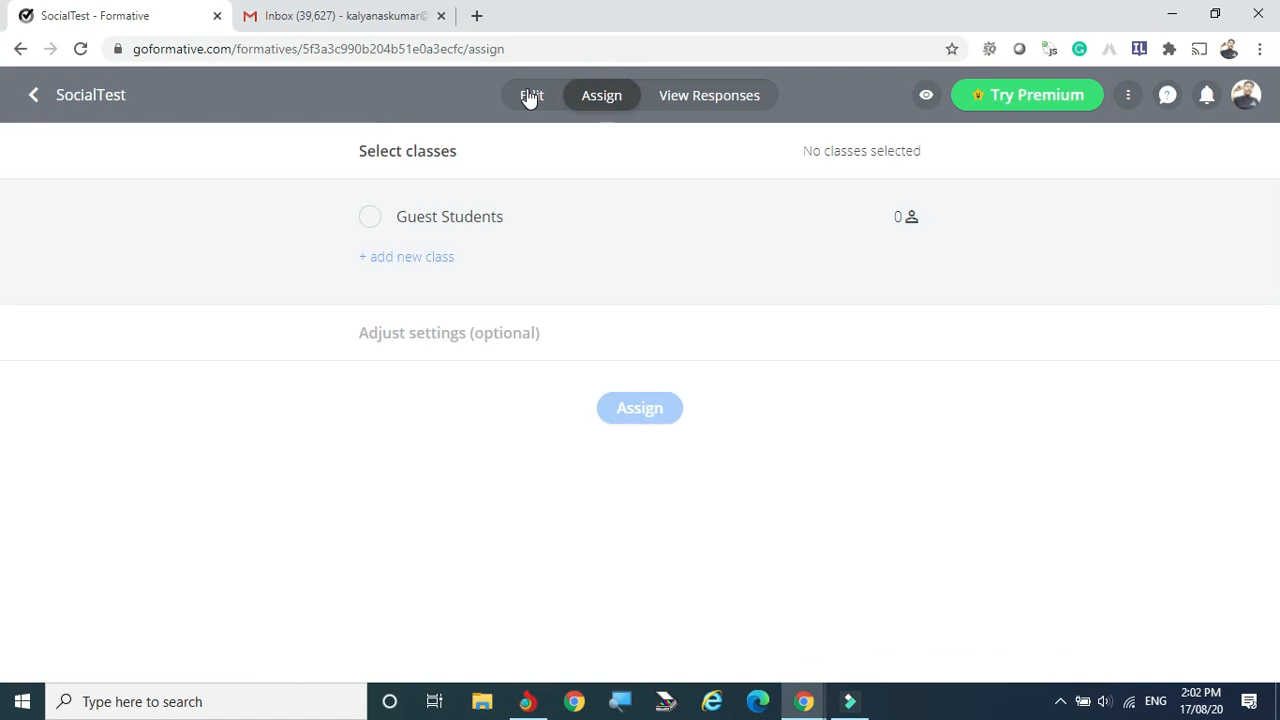 SocialTest - Formative
Inbox (39,627) - kalyanaskumar@
goformative.com/formatives/5f3a3c990b204b51e0a3ecfc/assign
SocialTest
Edit
Assign
View Responses
Try Premium
Select classes
No classes selected
Guest Students
0
+ add new class
Adjust settings (optional)
Assign
Type here to search
ENG
2:02 PM
17/08/20